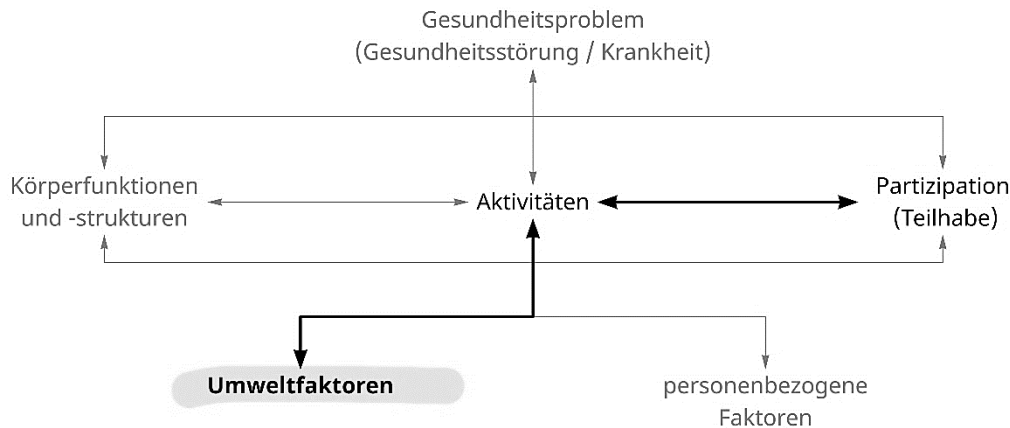 Gesundheitsproblem
(Gesundheitsstörung / Krankheit)
Körperfunktionen
und -strukturen
Aktivitäten
Partizipation
(Teilhabe)
Umweltfaktoren
personenbezogene
Faktoren